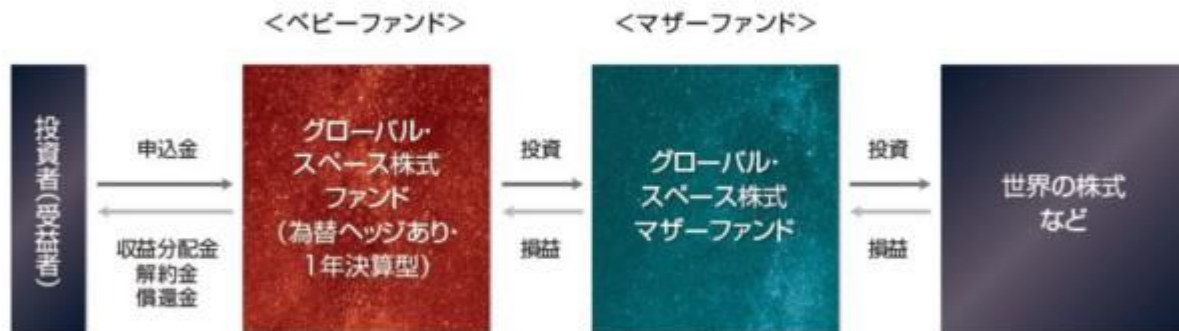 <ベビーファンド>
<マザーファンド>
投資者(受益者)
申込金
収益分配金
解約金
償還金
グローバル・
スペース株式
ファンド
(為替ヘッジあり・
1年決算型)
投資
損益
グローバル・
スペース株式
マザーファンド
投資
損益
世界の株式
など